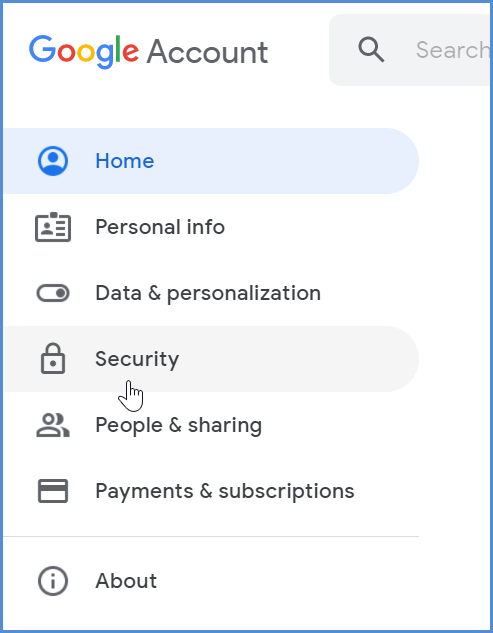 Google Account
Search
Home
Personal info
Data & personalization
Security
People & sharing
Payments & subscriptions
About